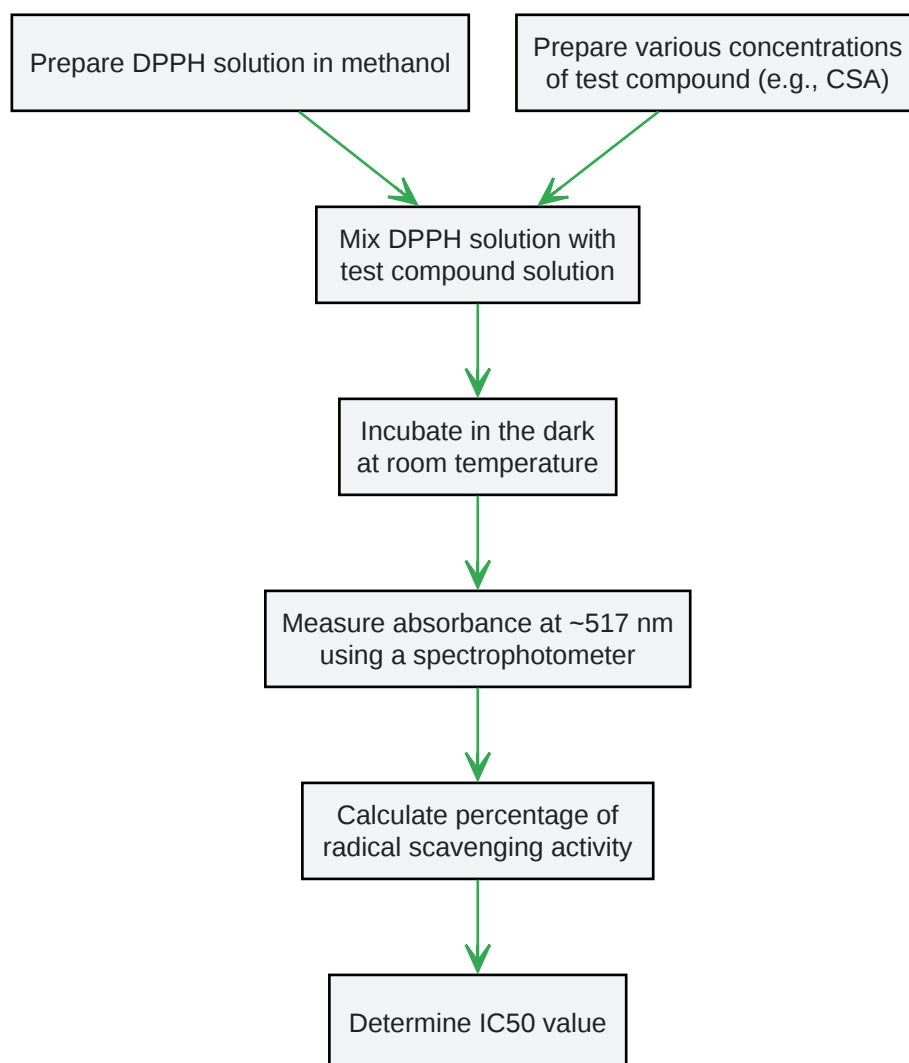 Prepare DPPH solution in methanol
Prepare various concentrations
of test compound (e.g., CSA)
Mix DPPH solution with
test compound solution
Incubate in the dark
at room temperature
Measure absorbance at ~517 nm
using a spectrophotometer
Calculate percentage of
radical scavenging activity
Determine IC50 value